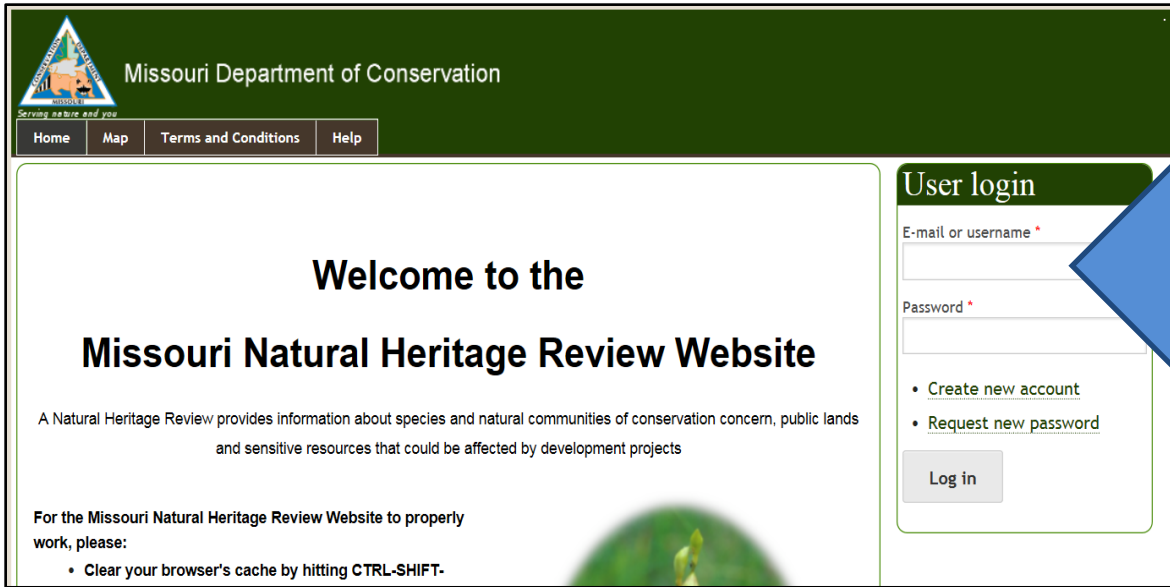 CONSERVATION DEPARTMENT
MISSOURI
Serving nature and you
Missouri Department of Conservation
Home Map Terms and Conditions Help
Welcome to the
Missouri Natural Heritage Review Website
A Natural Heritage Review provides information about species and natural communities of conservation concern, public lands
and sensitive resources that could be affected by development projects
For the Missouri Natural Heritage Review Website to properly
work, please:
• Clear your browser's cache by hitting CTRL-SHIFT-
User login
E-mail or username *
Password *
• Create new account
• Request new password
Log in